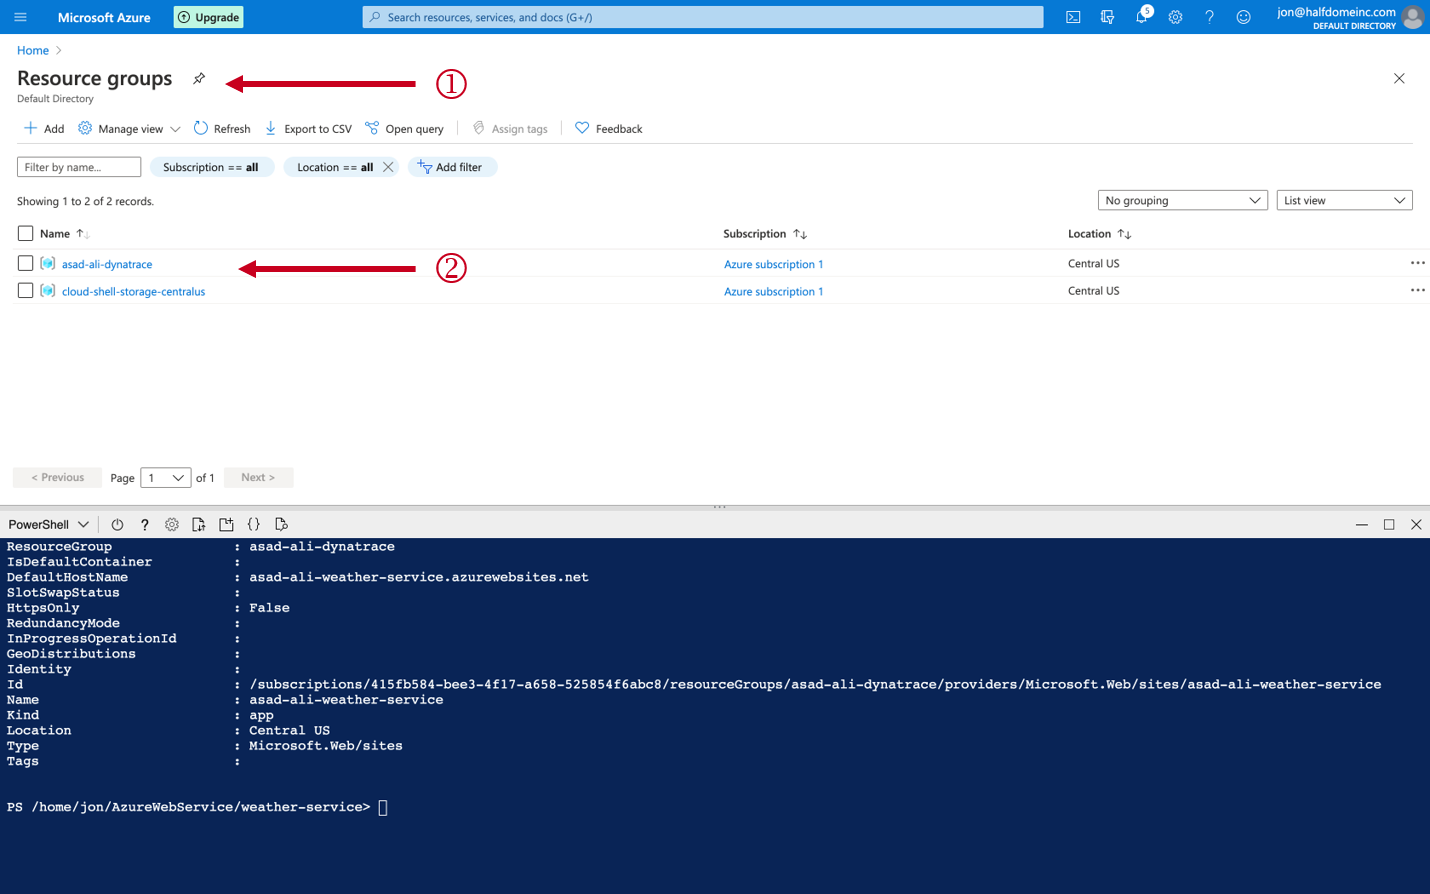 Microsoft Azure
Upgrade
Search resources, services, and docs (G+/)
5
jon@halfdomeinc.com
DEFAULT DIRECTORY
Home
Resource groups
①
Default Directory
Add
Manage view
Refresh
Export to CSV
Open query
Assign tags
Feedback
Filter by name...
Subscription == all
Location == all
Add filter
Showing 1 to 2 of 2 records.
No grouping
List view
Name
Subscription
Location
asad-ali-dynatrace
②
Azure subscription 1
Central US
cloud-shell-storage-centralus
Azure subscription 1
Central US
< Previous
Page 1 of 1
Next >
PowerShell
ResourceGroup : asad-ali-dynatrace
IsDefaultContainer :
DefaultHostName : asad-ali-weather-service.azurewebsites.net
SlotSwapStatus :
HttpsOnly : False
RedundancyMode :
InProgressOperationId :
GeoDistributions :
Identity :
Id : /subscriptions/415fb584-bee3-4f17-a658-525854f6abc8/resourceGroups/asad-ali-dynatrace/providers/Microsoft.Web/sites/asad-ali-weather-service
Name : asad-ali-weather-service
Kind : app
Location : Central US
Type : Microsoft.Web/sites
Tags :
PS /home/jon/AzureWebService/weather-service>